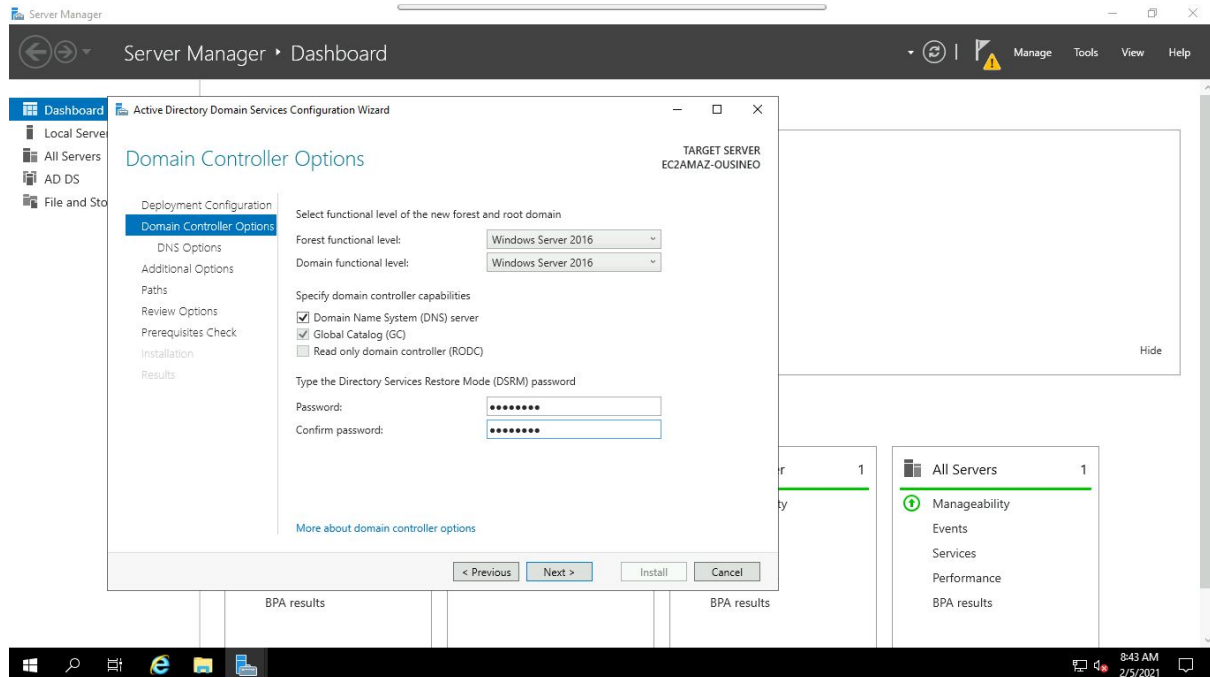 Server Manager
Server Manager ‣ Dashboard
Manage Tools View Help
Dashboard
Local Server
All Servers
AD DS
File and Sto
Active Directory Domain Services Configuration Wizard
Domain Controller Options
TARGET SERVER
EC2AMAZ-OUSINEO
Deployment Configuration
Domain Controller Options
DNS Options
Additional Options
Paths
Review Options
Prerequisites Check
Installation
Results
Select functional level of the new forest and root domain
Forest functional level: Windows Server 2016
Domain functional level: Windows Server 2016
Specify domain controller capabilities
Domain Name System (DNS) server
Global Catalog (GC)
Read only domain controller (RODC)
Type the Directory Services Restore Mode (DSRM) password
Password: ●●●●●●●●
Confirm password: ●●●●●●●●
More about domain controller options
< Previous Next > Install Cancel
Hide
r 1
ty
BPA results
BPA results
All Servers 1
Manageability
Events
Services
Performance
BPA results
8:43 AM
2/5/2021